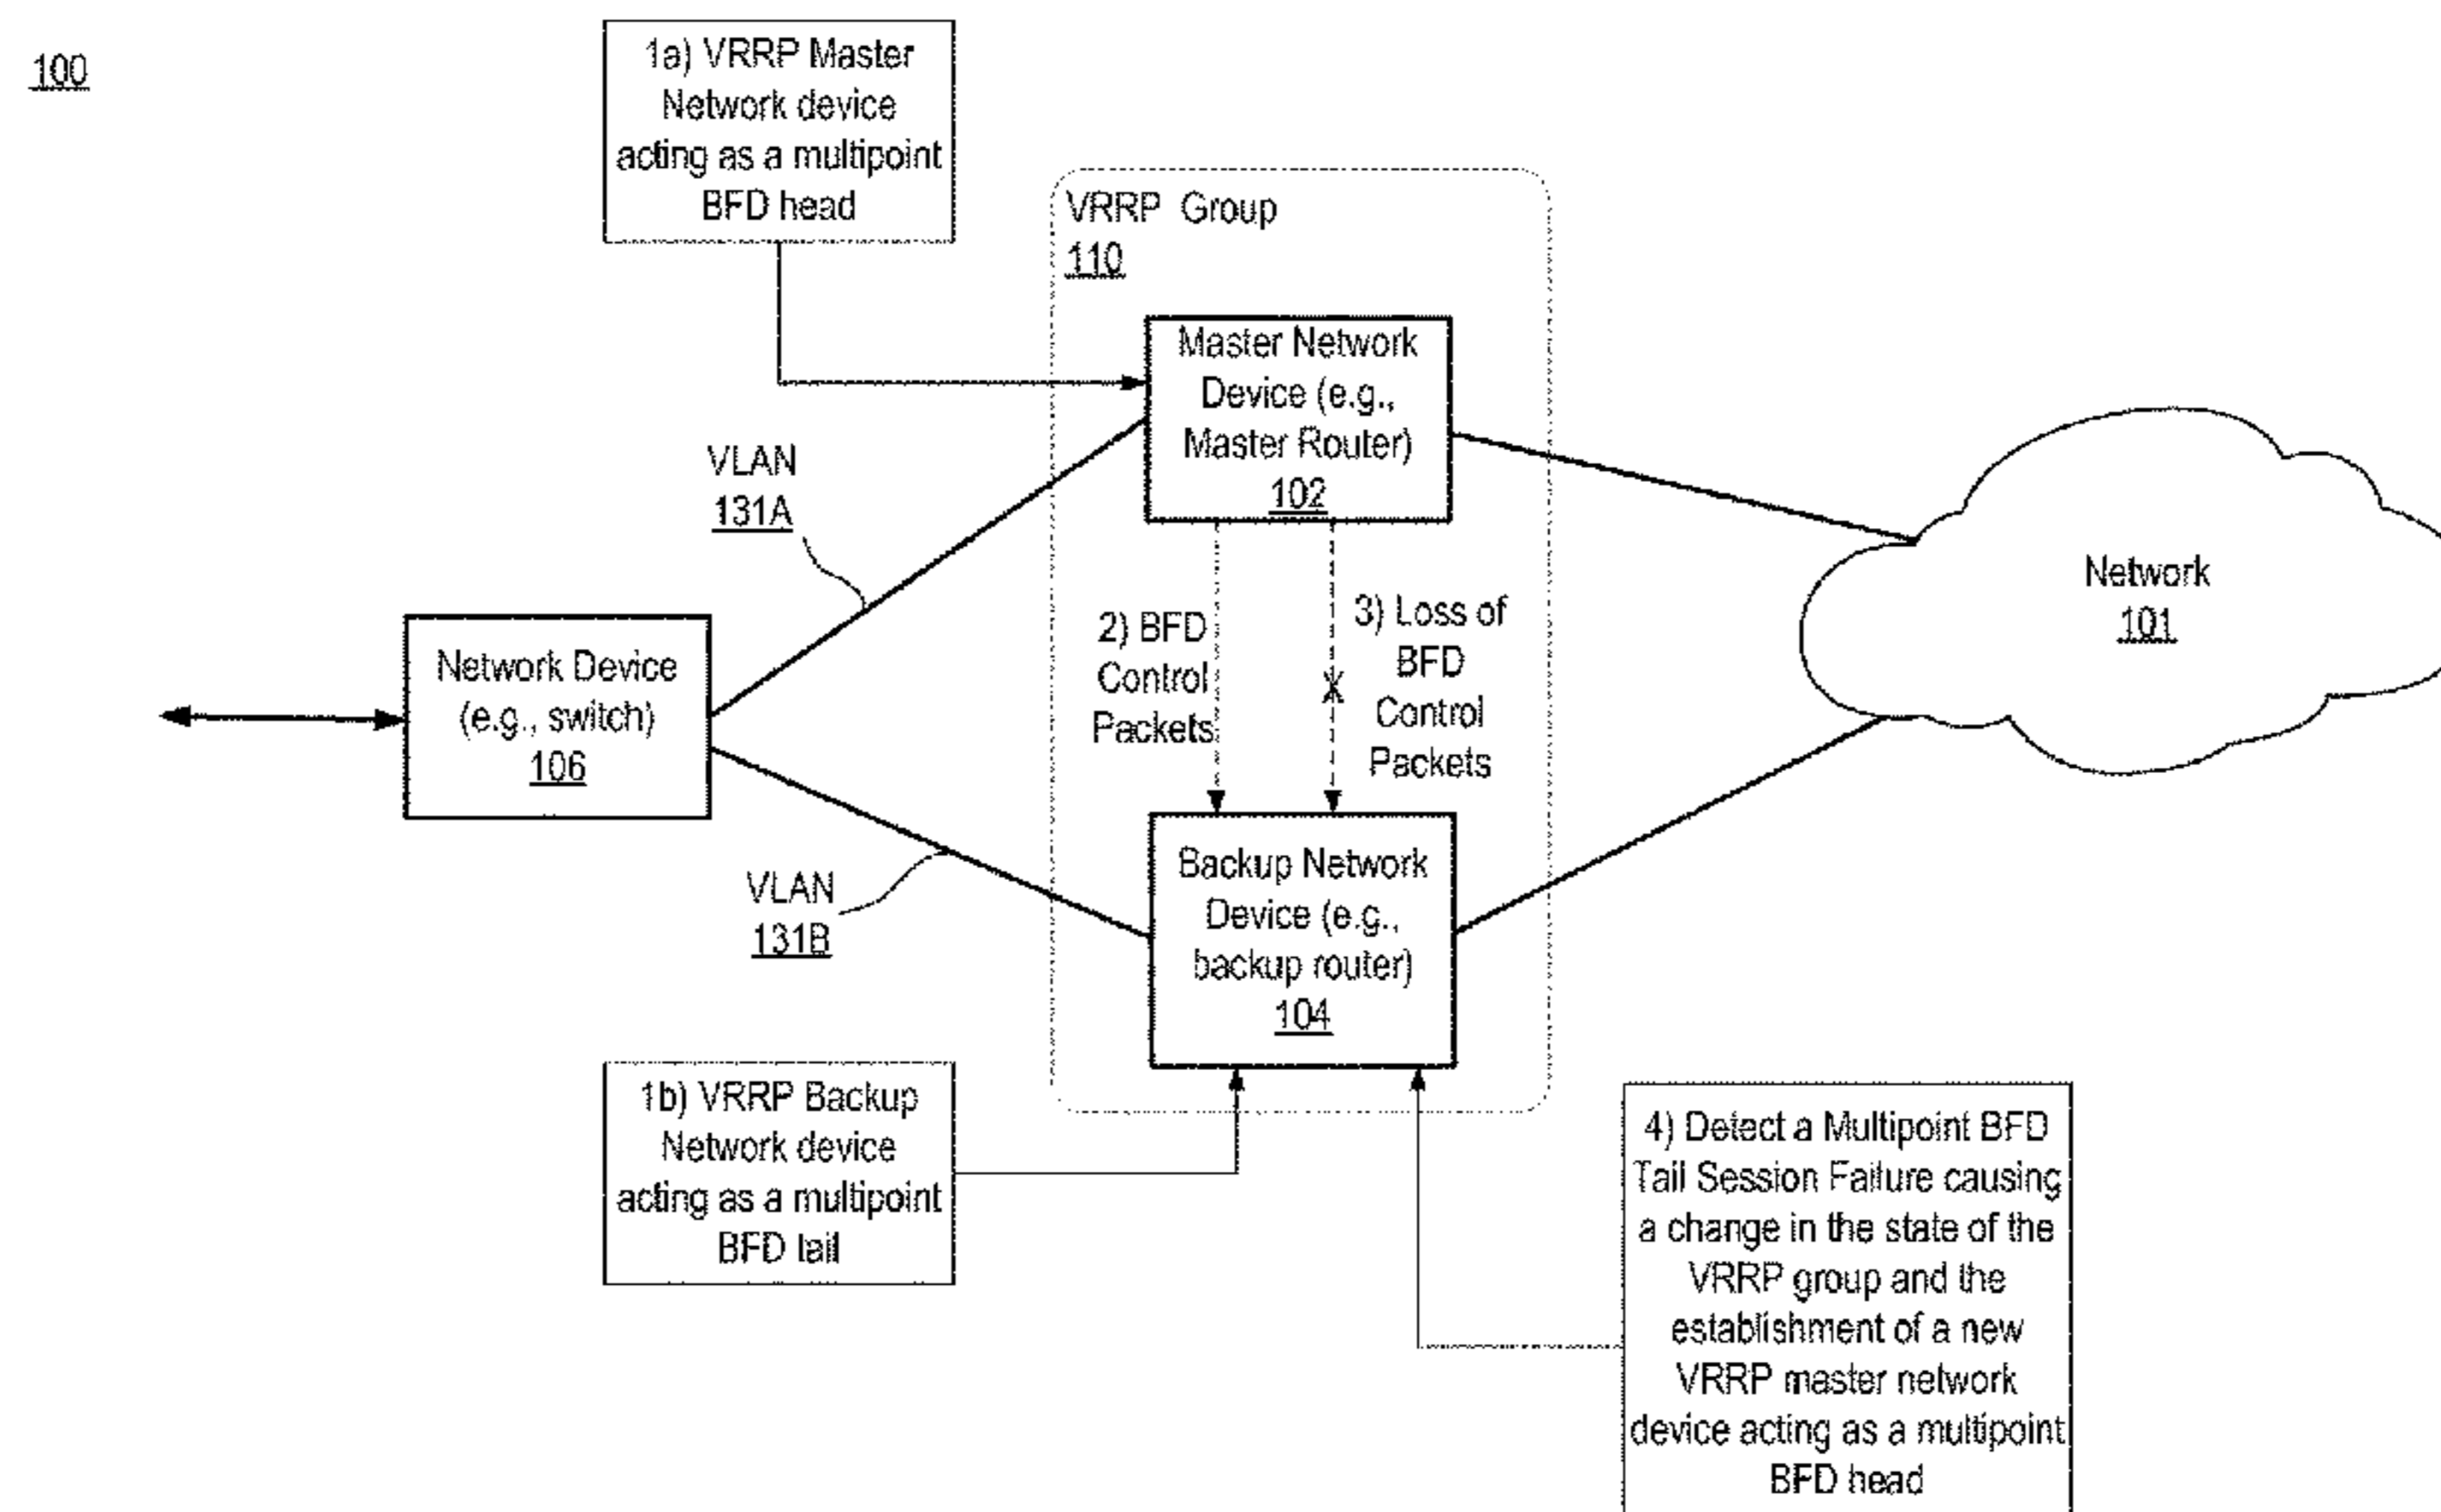 100
1a) VRRP Master
Network device
acting as a multipoint
BFD head
VRRP Group
110
Master Network
Device (e.g.,
Master Router)
102
VLAN
131A
Network
101
2) BFD
Control
Packets
3) Loss of
BFD
Control
Packets
X
Network Device
(e.g., switch)
106
Backup Network
Device (e.g.,
backup router)
104
VLAN
131B
1b) VRRP Backup
Network device
acting as a multipoint
BFD tail
4) Detect a Multipoint BFD
Tail Session Failure causing
a change in the state of the
VRRP group and the
establishment of a new
VRRP master network
device acting as a multipoint
BFD head